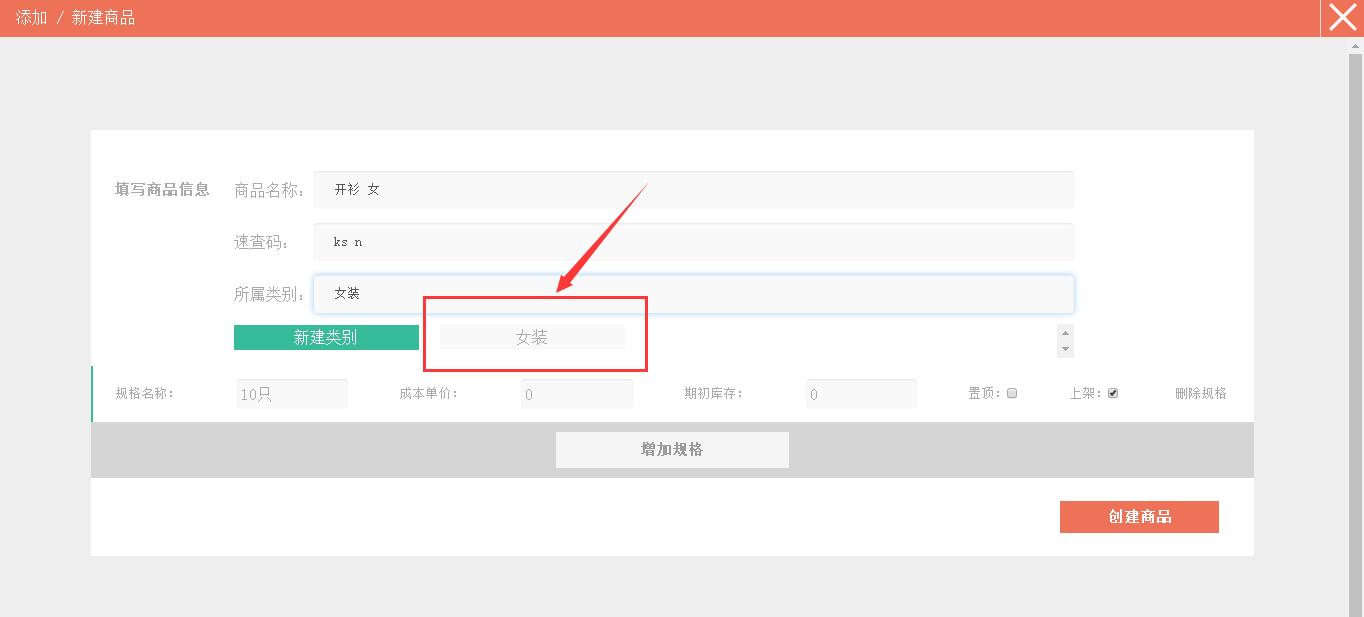 添加 / 新建商品
填写商品信息 商品名称: 开衫 女
速查码: ks n
所属类别: 女装
新建类别 女装
规格名称: 10只 成本单价: 0 期初库存: 0 置顶: 上架: 删除规格
增加规格
创建商品